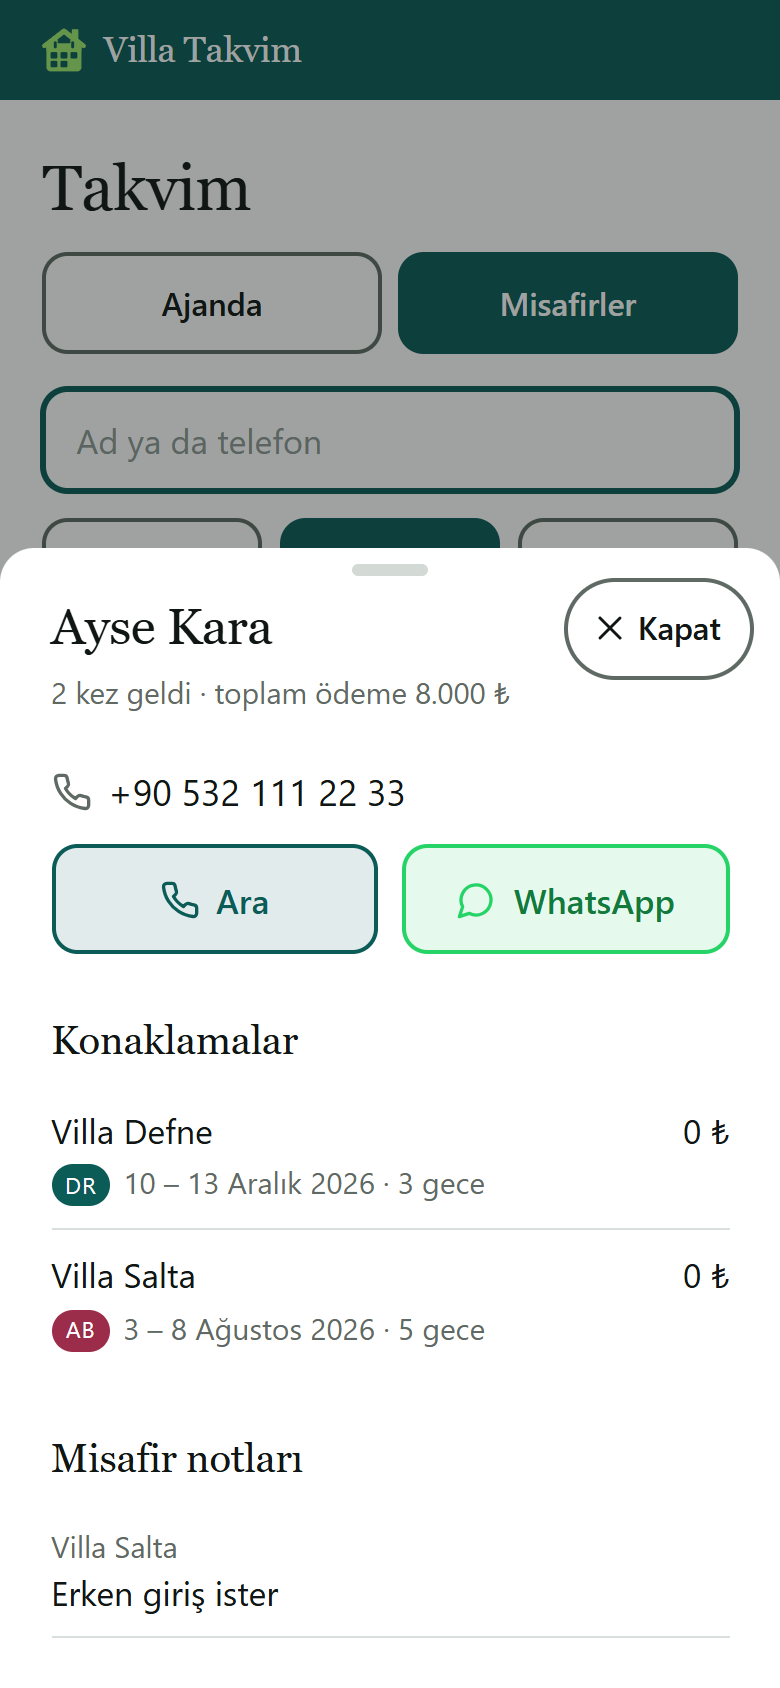 Villa Takvim
Takvim
Ajanda
Misafirler
Ad ya da telefon
Ayse Kara
Kapat
2 kez geldi · toplam ödeme 8.000 ₺
+90 532 111 22 33
Ara
WhatsApp
Konaklamalar
Villa Defne
0 ₺
DR 10 – 13 Aralık 2026 · 3 gece
Villa Salta
0 ₺
AB 3 – 8 Ağustos 2026 · 5 gece
Misafir notları
Villa Salta
Erken giriş ister